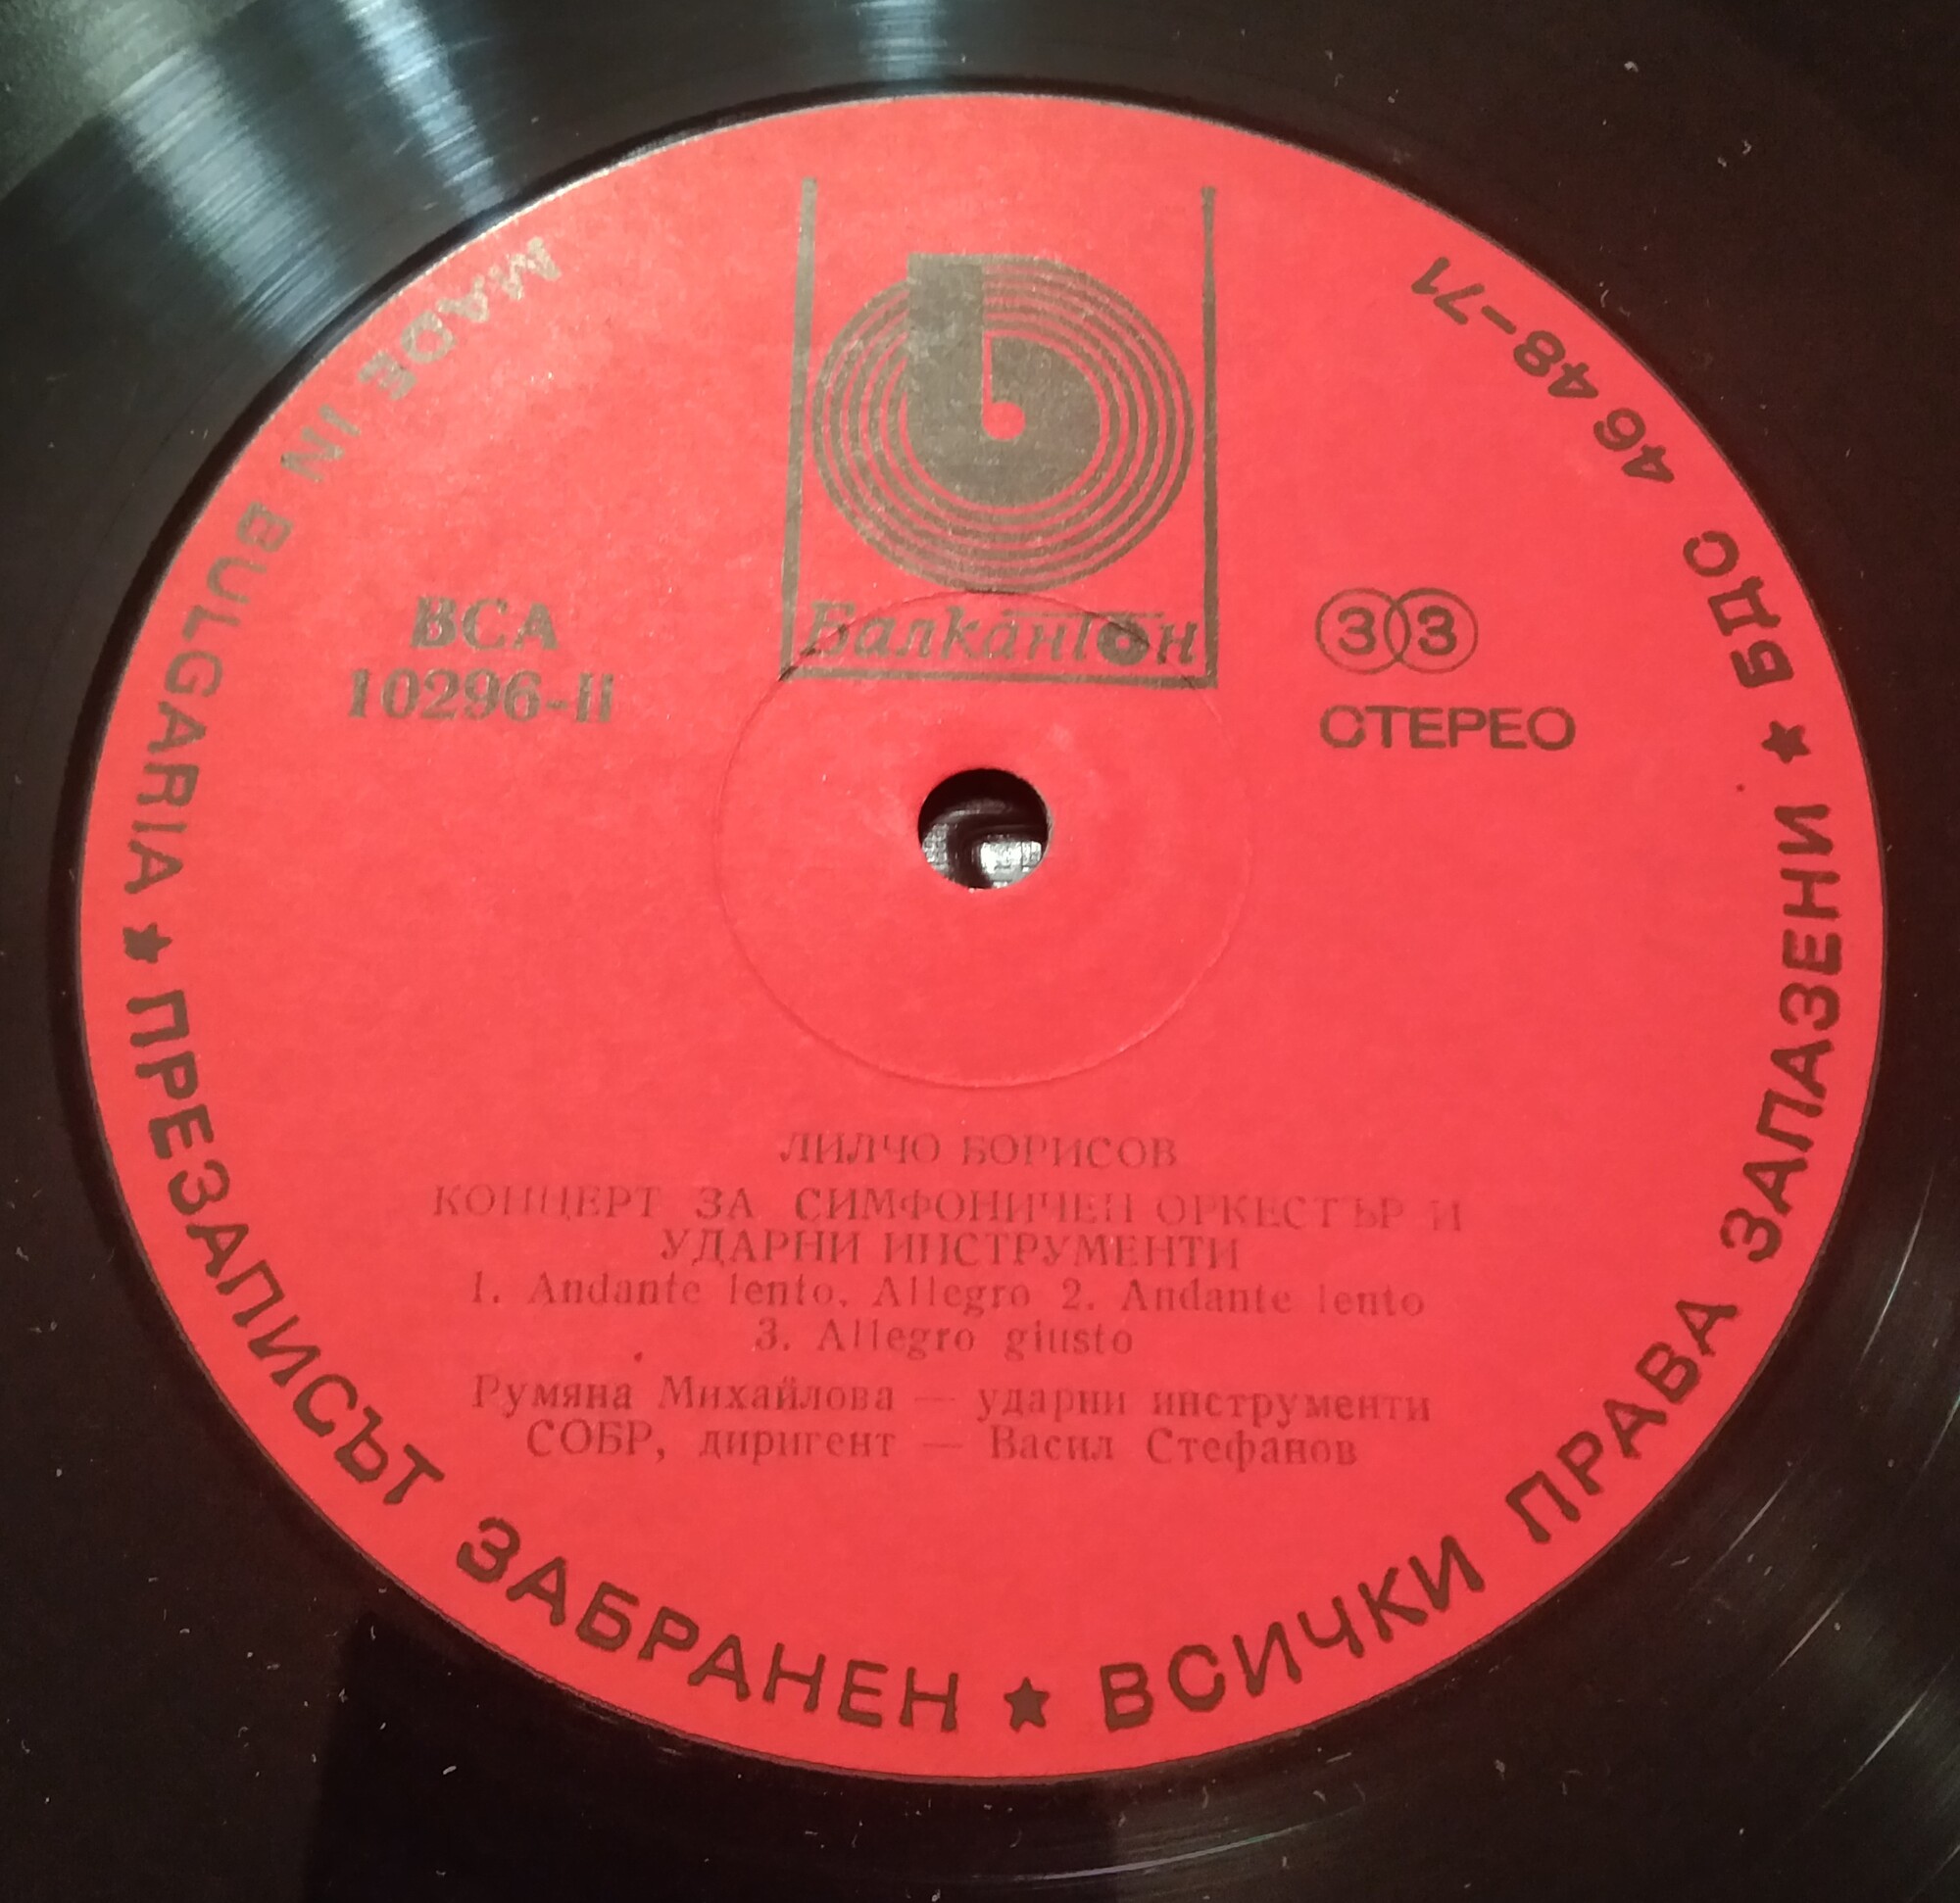 Балкантон
ВСА
10296-II
33
СТЕРЕО
ЛИЛЧО БОРИСОВ
КОНЦЕРТ ЗА СИМФОНИЧЕН ОРКЕСТЪР И
УДАРНИ ИНСТРУМЕНТИ
1. Andante lento, Allegro 2. Andante lento
3. Allegro giusto
Румяна Михайлова — ударни инструменти
СОБР, диригент — Васил Стефанов
MADE IN BULGARIA ★ ПРЕЗАПИСЪТ ЗАБРАНЕН ★ ВСИЧКИ ПРАВА ЗАПАЗЕНИ ★ БДС 46 48-71